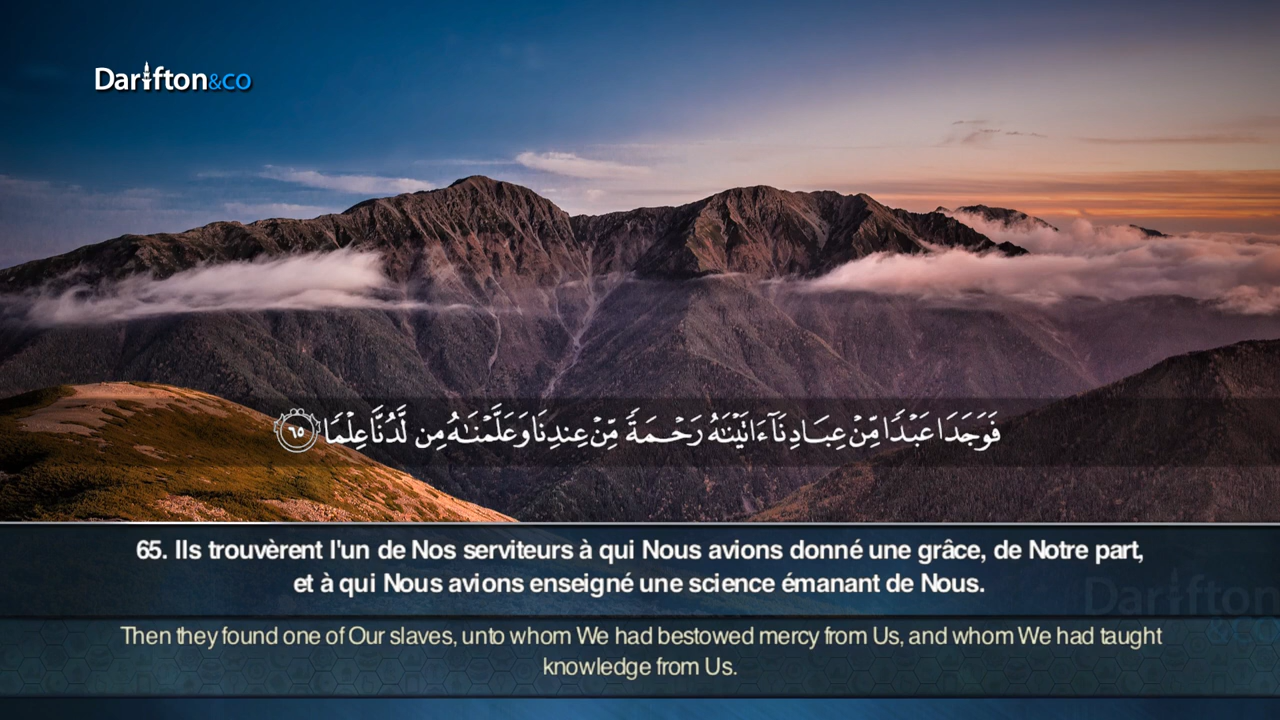 Darifton&co
فَوَجَدَا عَبْدًا مِّنْ عِبَادِنَآ ءَاتَيْنَٰهُ رَحْمَةً مِّنْ عِندِنَا وَعَلَّمْنَٰهُ مِن لَّدُنَّا عِلْمًا ٦٥
65. Ils trouvèrent l'un de Nos serviteurs à qui Nous avions donné une grâce, de Notre part,
et à qui Nous avions enseigné une science émanant de Nous.
Darifton
&co
Then they found one of Our slaves, unto whom We had bestowed mercy from Us, and whom We had taught
knowledge from Us.